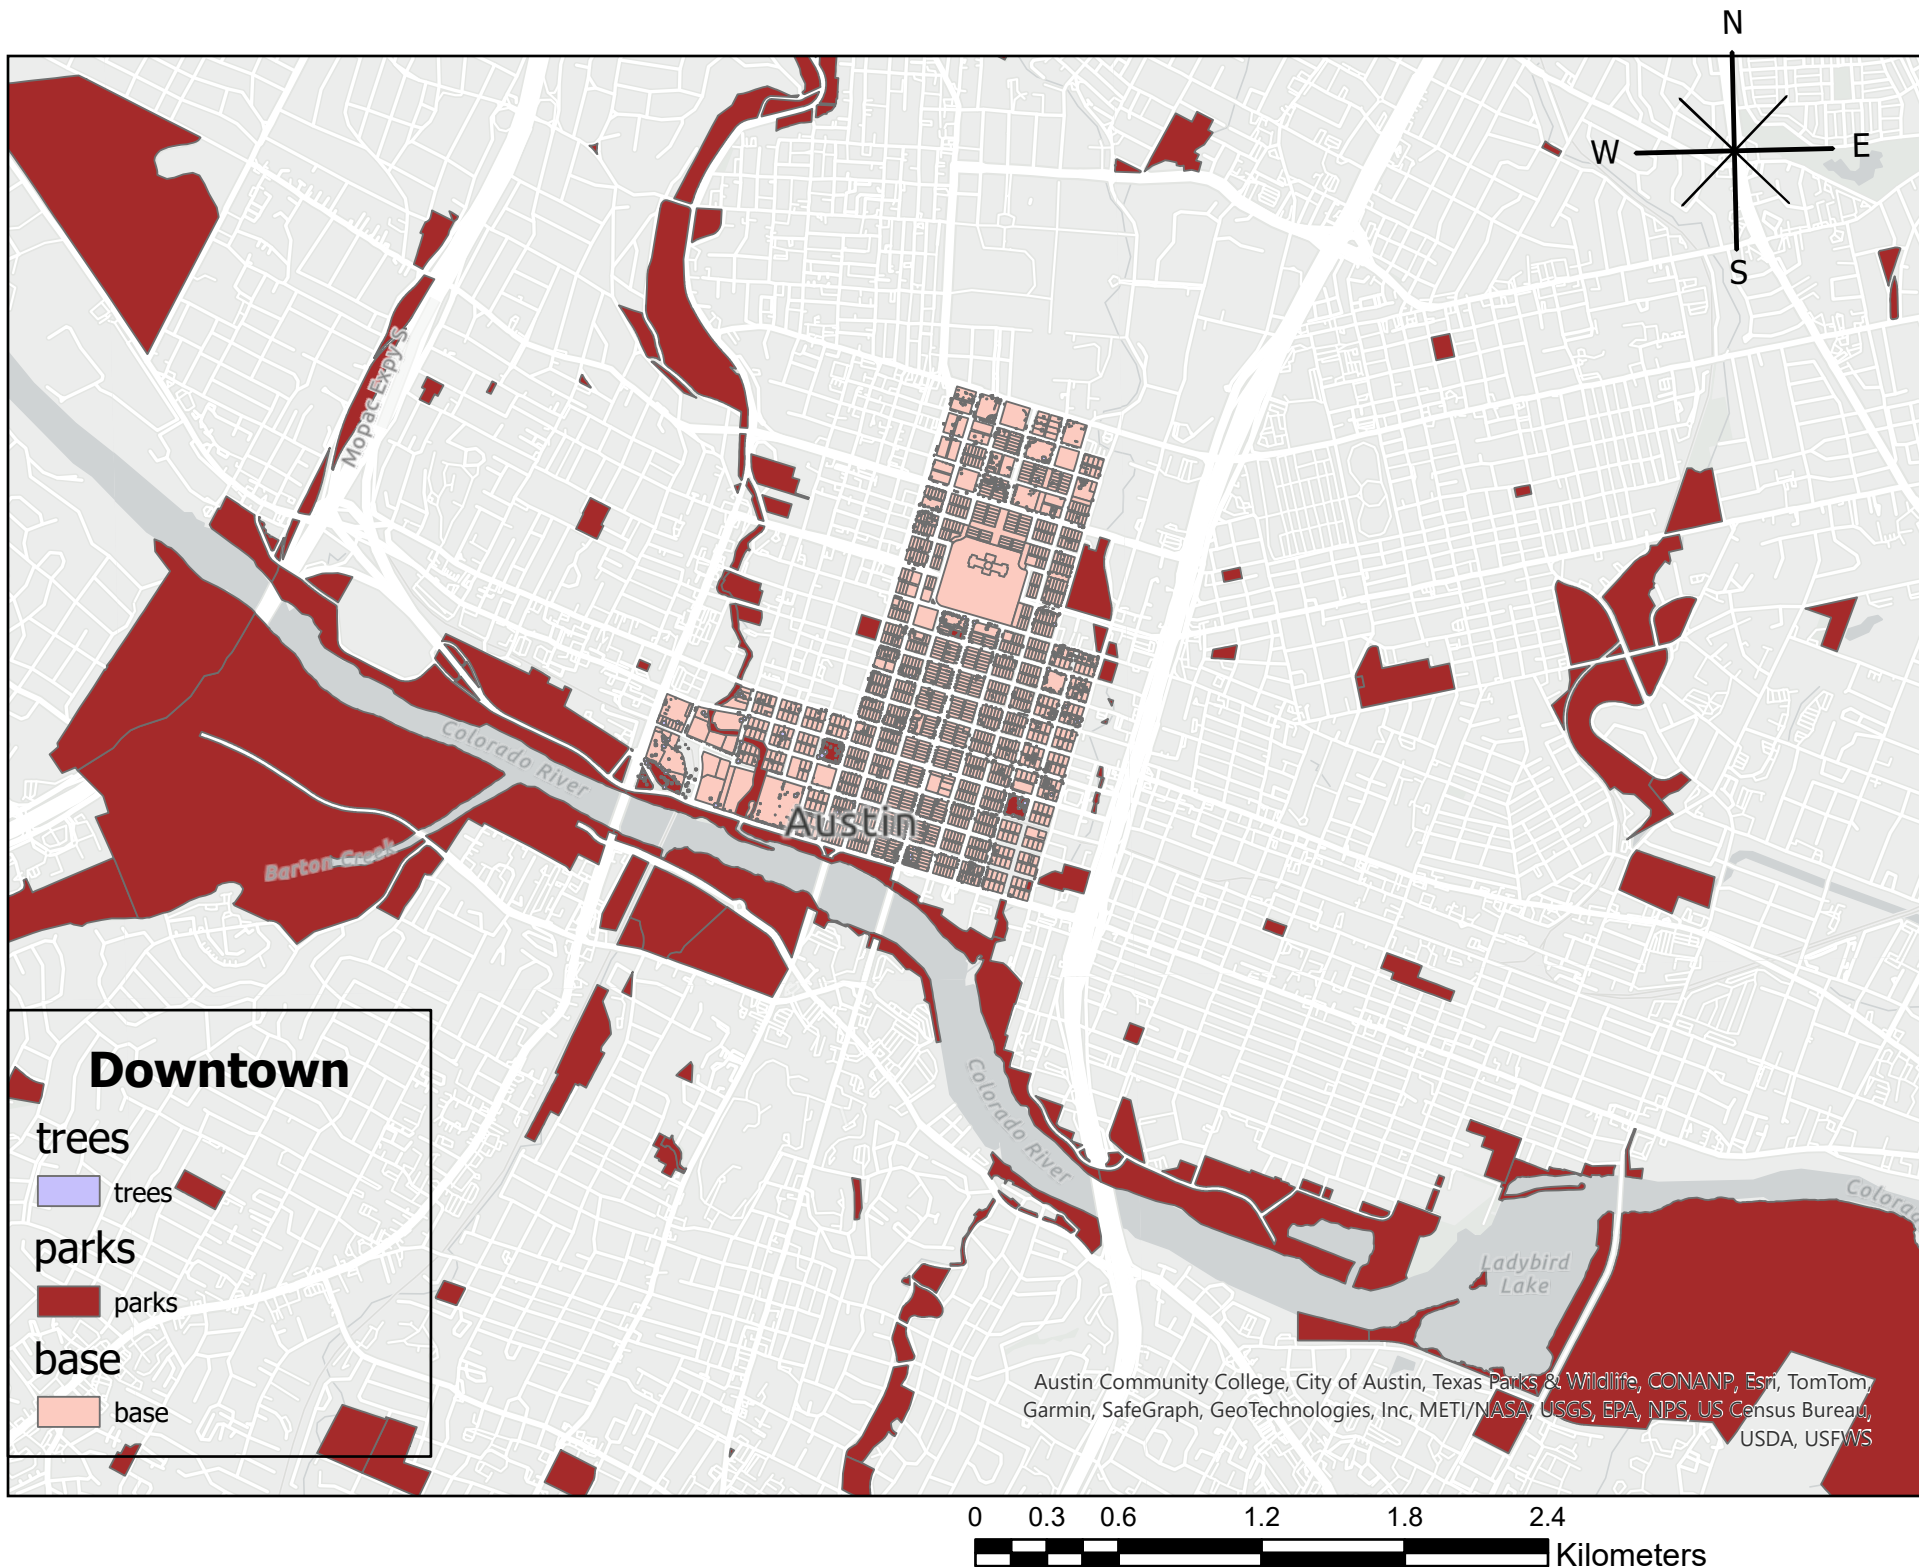 N
W
E
S
Mopac Expy S
Colorado River
Austin
Barton Creek
Colorado River
Colorad
Ladybird
Lake
Downtown
trees
trees
parks
parks
base
base
Austin Community College, City of Austin, Texas Parks & Wildlife, CONANP, Esri, TomTom,
Garmin, SafeGraph, GeoTechnologies, Inc, METI/NASA, USGS, EPA, NPS, US Census Bureau,
USDA, USFWS
0 0.3 0.6 1.2 1.8 2.4
Kilometers